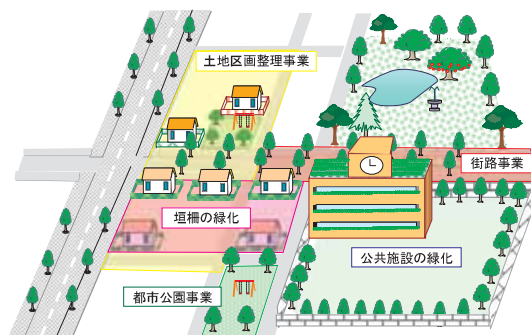 土地区画整理事業
街路事業
垣柵の緑化
公共施設の緑化
都市公園事業